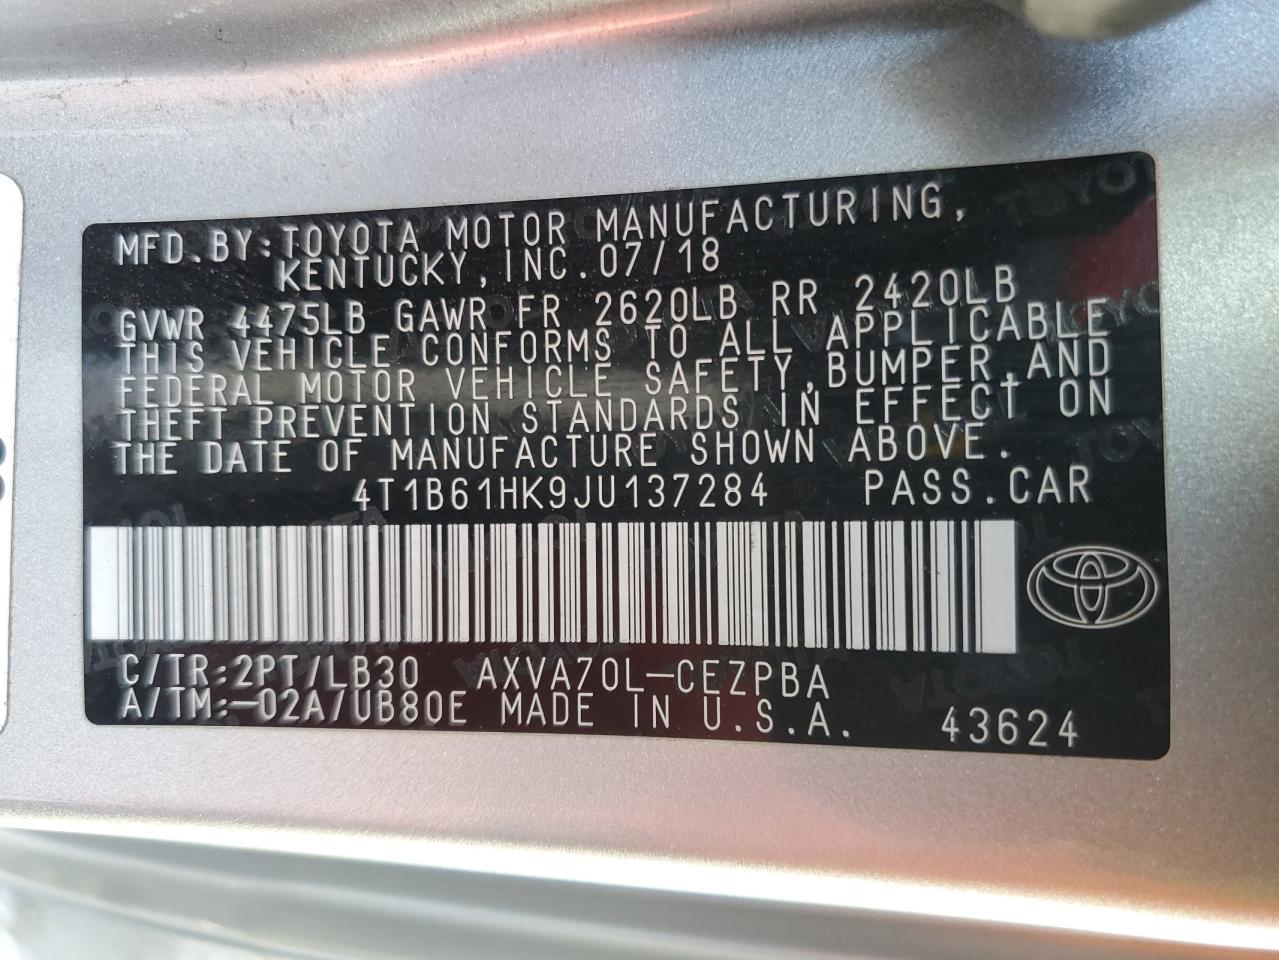 MFD.BY:TOYOTA MOTOR MANUFACTURING,
KENTUCKY,INC.07/18
GVWR 4475LB GAWR FR 2620LB RR 2420LB
THIS VEHICLE CONFORMS TO ALL APPLICABLE
FEDERAL MOTOR VEHICLE SAFETY,BUMPER,AND
THEFT PREVENTION STANDARDS IN EFFECT ON
THE DATE OF MANUFACTURE SHOWN ABOVE.
4T1B61HK9JU137284 PASS.CAR
C/TR:2PT/LB30 AXVA70L-CEZPBA
A/TM:-02A/UB80E MADE IN U.S.A. 43624